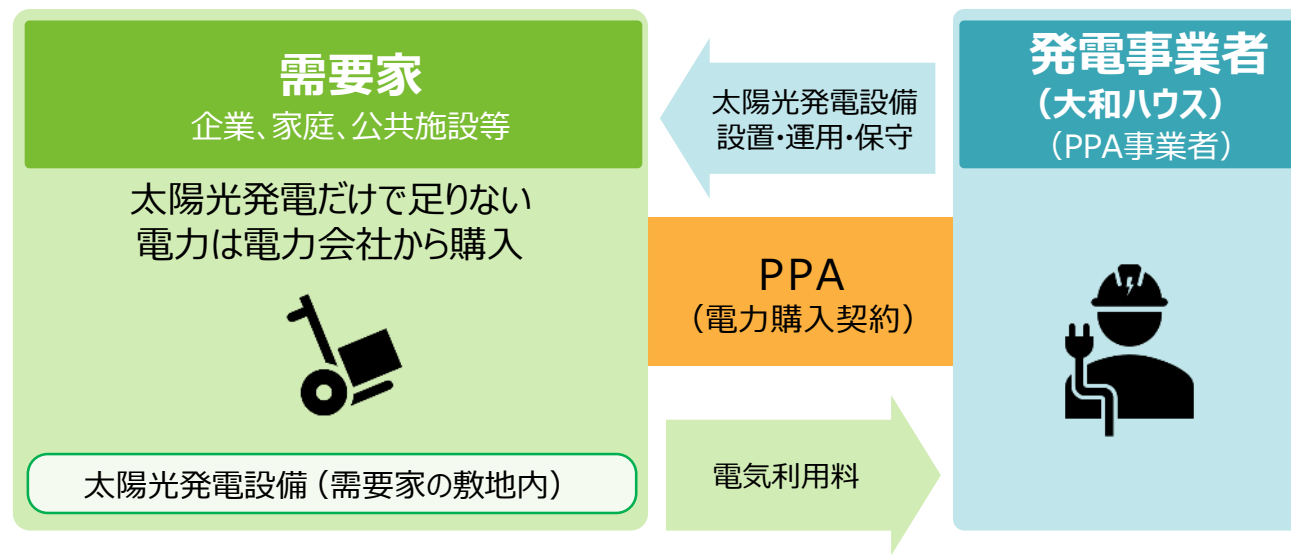 需要家
企業、家庭、公共施設等
太陽光発電だけで足りない
電力は電力会社から購入
太陽光発電設備（需要家の敷地内）
太陽光発電設備
設置・運用・保守
PPA
（電力購入契約）
電気利用料
発電事業者
（大和ハウス）
（PPA事業者）